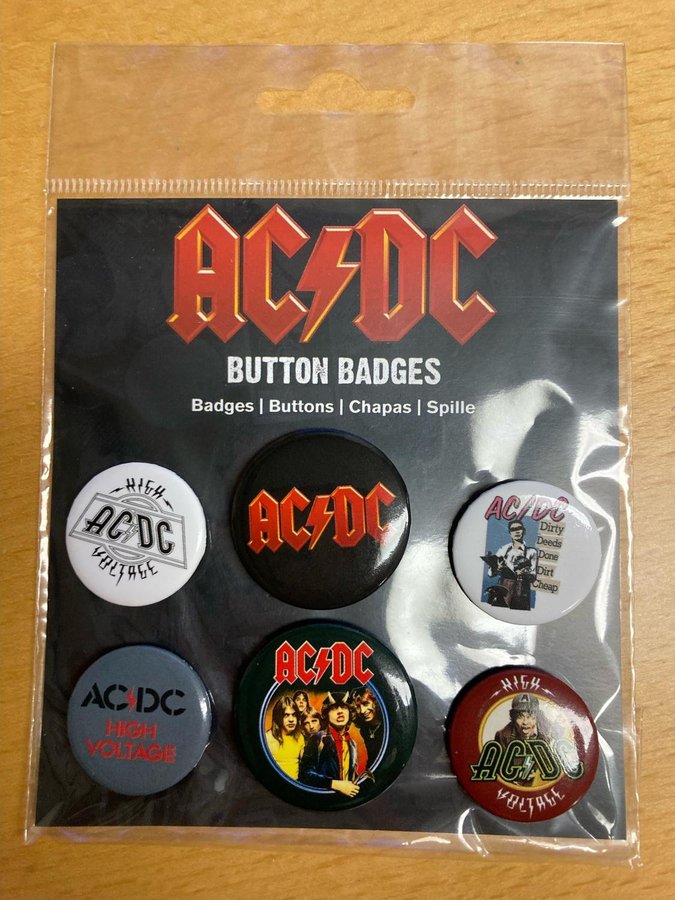 AC/DC
BUTTON BADGES
Badges | Buttons | Chapas | Spille
HIGH
AC/DC
VOLTAGE
AC/DC
AC/DC
Dirty
Deeds
Done
Dirt
Cheap
AC/DC
HIGH
VOLTAGE
AC/DC
HIGH
AC/DC
VOLTAGE